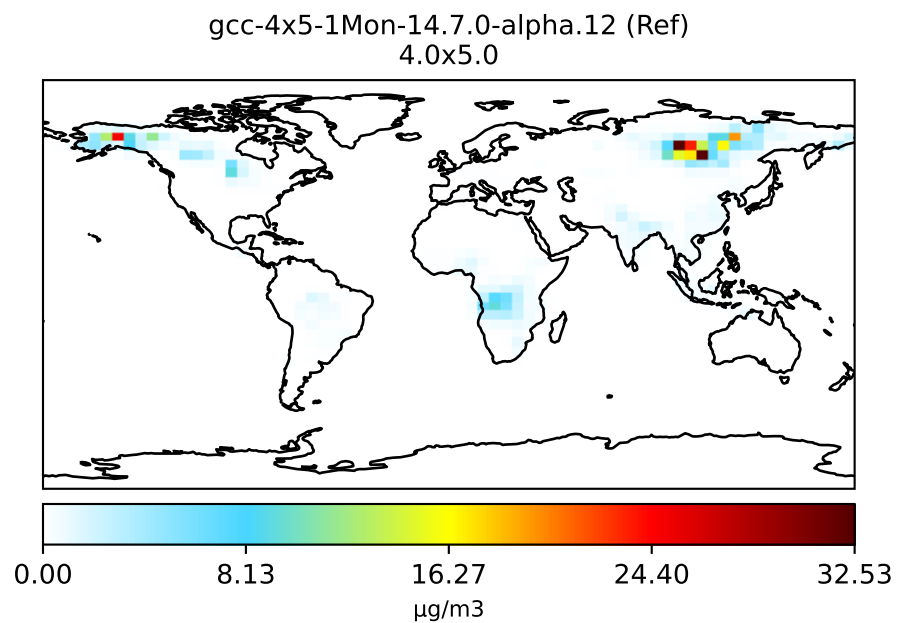 gcc-4x5-1Mon-14.7.0-alpha.12 (Ref)
4.0x5.0
0.00 8.13 16.27 24.40 32.53
μg/m3